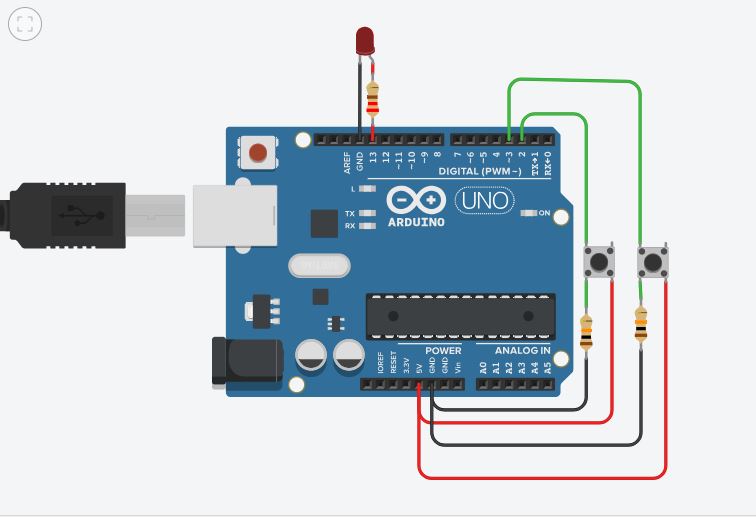 AREF
GND
13
12
~11
~10
~9
8
7
~6
~5
4
~3
2
TX→1
RX←0
DIGITAL (PWM~)
L
TX
RX
UNO
ARDUINO
ON
POWER
ANALOG IN
IOREF
RESET
3.3V
5V
GND
GND
Vin
A0
A1
A2
A3
A4
A5